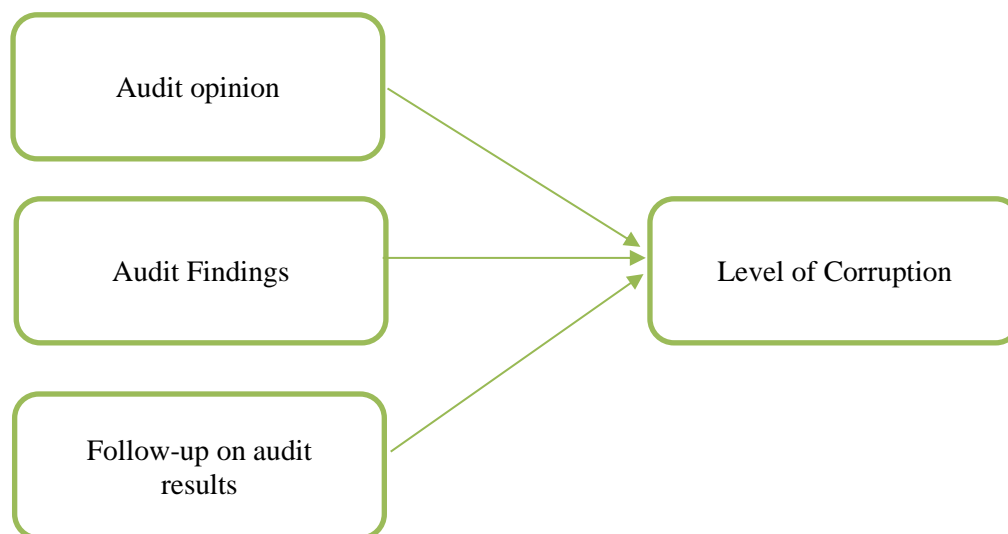 Audit opinion
Audit Findings
Level of Corruption
Follow-up on audit
results